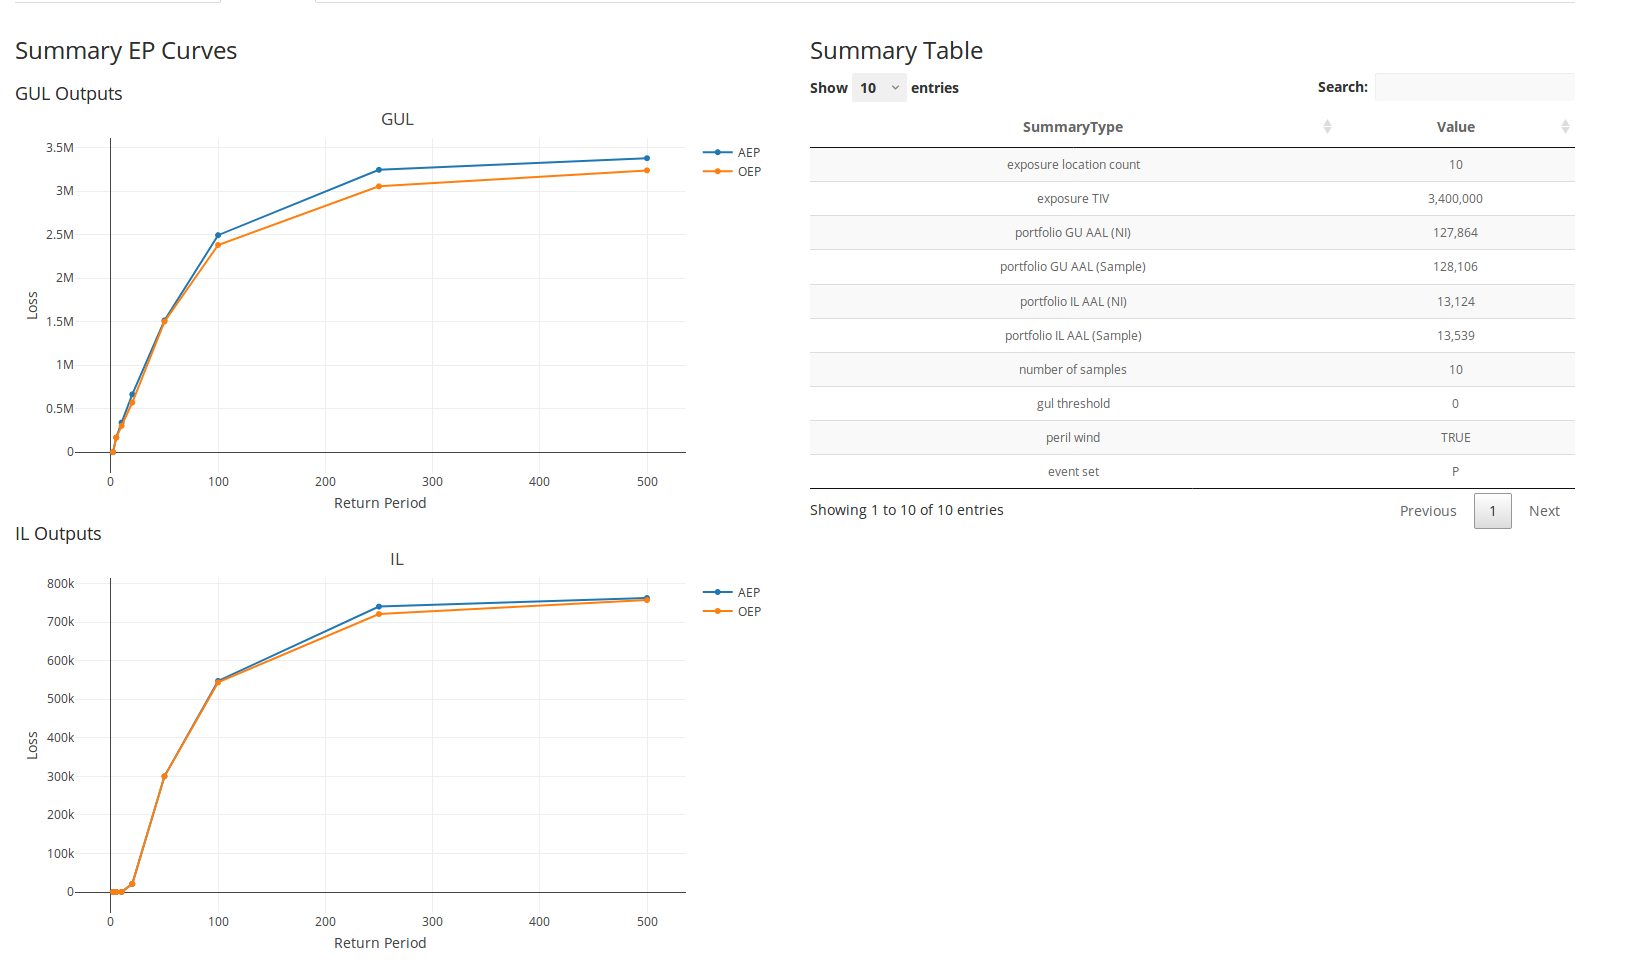 Summary EP Curves
GUL Outputs
GUL
3.5M
3M
2.5M
2M
1.5M
1M
0.5M
0
Loss
0 100 200 300 400 500
Return Period
AEP
OEP
IL Outputs
IL
800k
700k
600k
500k
400k
300k
200k
100k
0
Loss
0 100 200 300 400 500
Return Period
AEP
OEP
Summary Table
Show 10 entries Search:
SummaryType Value
exposure location count 10
exposure TIV 3,400,000
portfolio GU AAL (NI) 127,864
portfolio GU AAL (Sample) 128,106
portfolio IL AAL (NI) 13,124
portfolio IL AAL (Sample) 13,539
number of samples 10
gul threshold 0
peril wind TRUE
event set P
Showing 1 to 10 of 10 entries Previous 1 Next